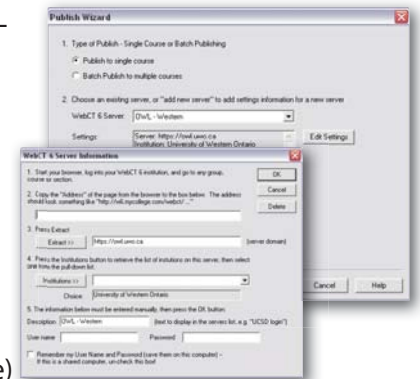 Publish Wizard
1. Type of Publish - Single Course or Batch Publishing
Publish to single course
Batch Publish to multiple courses
2. Choose an existing server, or "add new server" to add settings information for a new server
WebCT 6 Server: OWL - Western
Settings: Server: https://owl.uwo.ca
Institution: University of Western Ontario
Edit Settings
Cancel Help
WebCT 6 Server Information
1. Start your browser, log into your WebCT 6 institution, and go to any group, course or section.
OK
Cancel
Delete
2. Copy the "Address" of the page from the browser to the box below. The address should look something like "http://wil.mycollege.com/webct/ ..."
3. Press Extract
Extract >> https://owl.uwo.ca (server domain)
4. Press the Institutions button to retrieve the list of instutions on this server, then select one from the pulldown list
Institutions >>
Choice University of Western Ontario
5. The information below must be entered manually, then press the OK button:
Description OWL - Western (text to display in the servers list, e.g. "UCSD login")
User name Password
Remember my User Name and Password (save them on this computer) -
If this is a shared computer, un-check this box!
e)